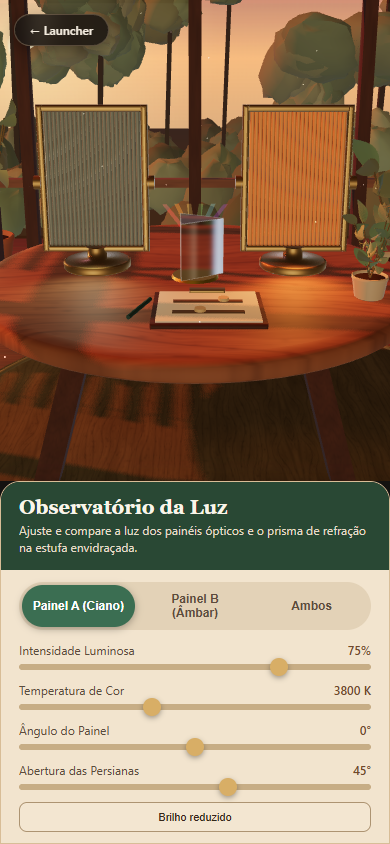 ← Launcher
Observatório da Luz
Ajuste e compare a luz dos painéis ópticos e o prisma de refração
na estufa envidraçada.
Painel A (Ciano)
Painel B
(Âmbar)
Ambos
Intensidade Luminosa 75%
Temperatura de Cor 3800 K
Ângulo do Painel 0°
Abertura das Persianas 45°
Brilho reduzido